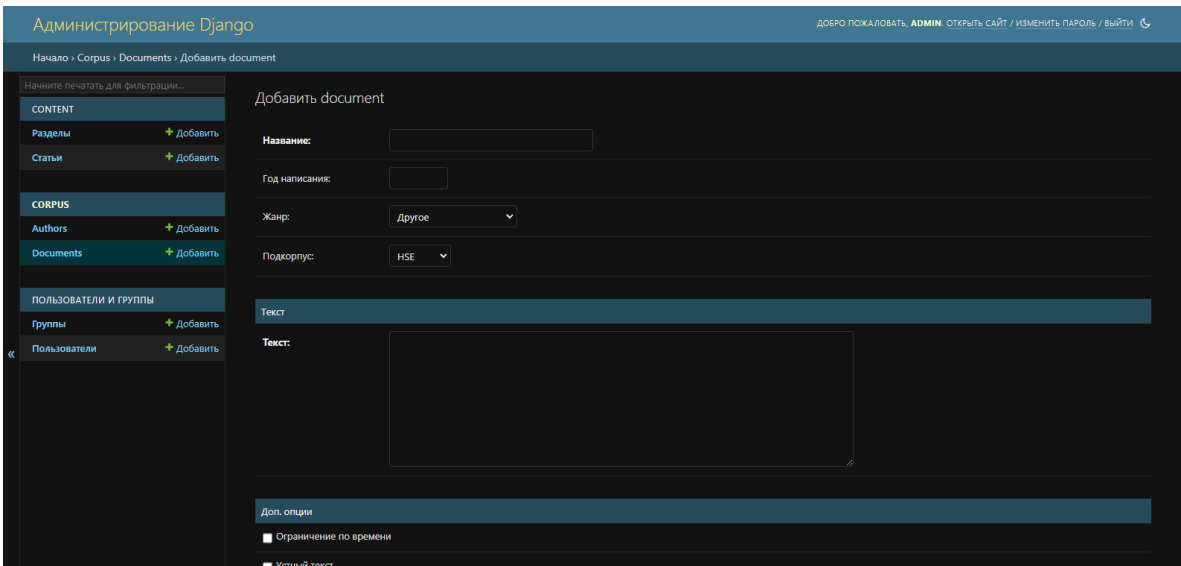 Администрирование Django
ДОБРО ПОЖАЛОВАТЬ, ADMIN. ОТКРЫТЬ САЙТ / ИЗМЕНИТЬ ПАРОЛЬ / ВЫЙТИ
Начало › Corpus › Documents › Добавить document
Начните печатать для фильтрации...
CONTENT
Разделы + Добавить
Статьи + Добавить
CORPUS
Authors + Добавить
Documents + Добавить
ПОЛЬЗОВАТЕЛИ И ГРУППЫ
Группы + Добавить
Пользователи + Добавить
«
Добавить document
Название:
Год написания:
Жанр: Другое
Подкорпус: HSE
Текст
Текст:
Доп. опции
Ограничение по времени
Устный текст